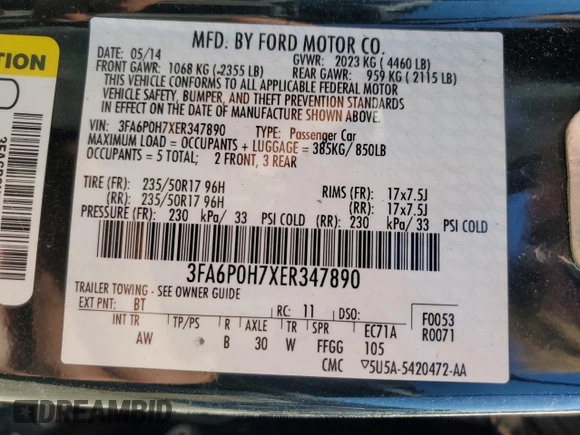 MFD. BY FORD MOTOR CO.
DATE: 05/14 GVWR: 2023 KG ( 4460 LB)
FRONT GAWR: 1068 KG ( 2355LB) REAR GAWR: 959 KG ( 2115LB)
THIS VEHICLE CONFORMS TO ALL APPLICABLE FEDERAL MOTOR
VEHICLE SAFETY, BUMPER, AND THEFT PREVENTION STANDARDS
IN EFFECT ON THE DATE OF MANUFACTURE SHOWN ABOVE.
VIN: 3FA6P0H7XER347890 TYPE: Passenger Car
MAXIMUM LOAD = OCCUPANTS + LUGGAGE = 385KG/ 850LB
OCCUPANTS = 5 TOTAL; 2 FRONT, 3 REAR
TIRE (FR): 235/50R17 96H RIMS (FR): 17x7.5J
(RR): 235/50R17 96H (RR): 17x7.5J
PRESSURE (FR): 230 kPa/ 33 PSI COLD (RR): 230 kPa/ 33 PSI COLD
3FA6P0H7XER347890
TRAILER TOWING - SEE OWNER GUIDE
EXT PNT: BT RC: 11 DSO: F0053
R0071
INT TR TP/PS R AXLE TR SPR EC71A
AW B 30 W FFGG 105
CMC 5U5A-5420472-AA
TION
DREAMBID